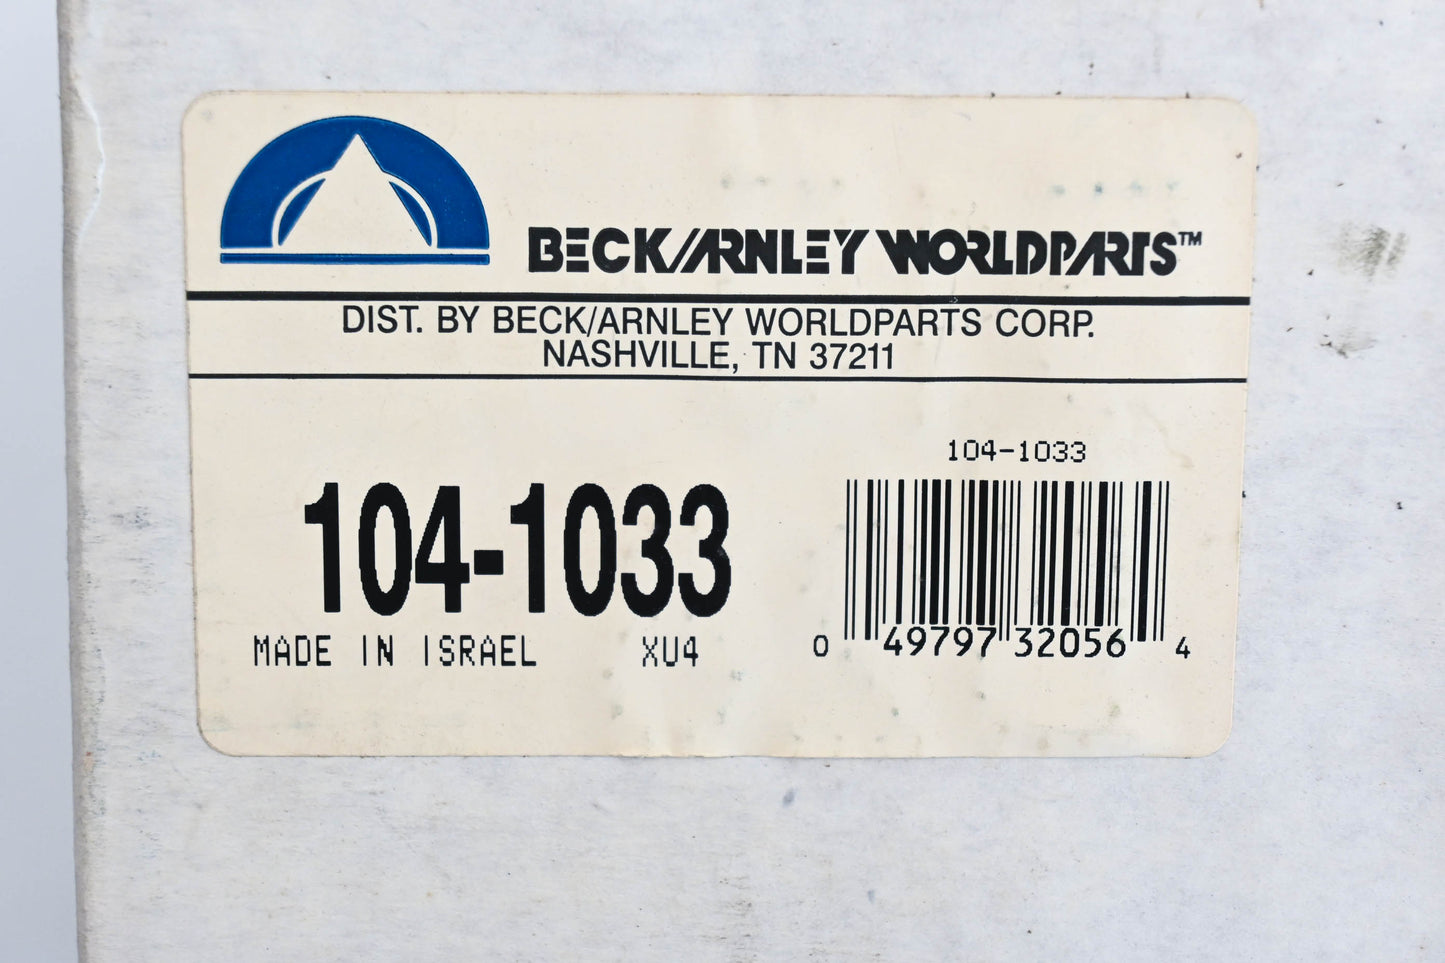 BECK/ARNLEY WORLDPARTS™
DIST. BY BECK/ARNLEY WORLDPARTS CORP.
NASHVILLE, TN 37211
104-1033
104-1033
MADE IN ISRAEL XU4
0 49797 32056 4